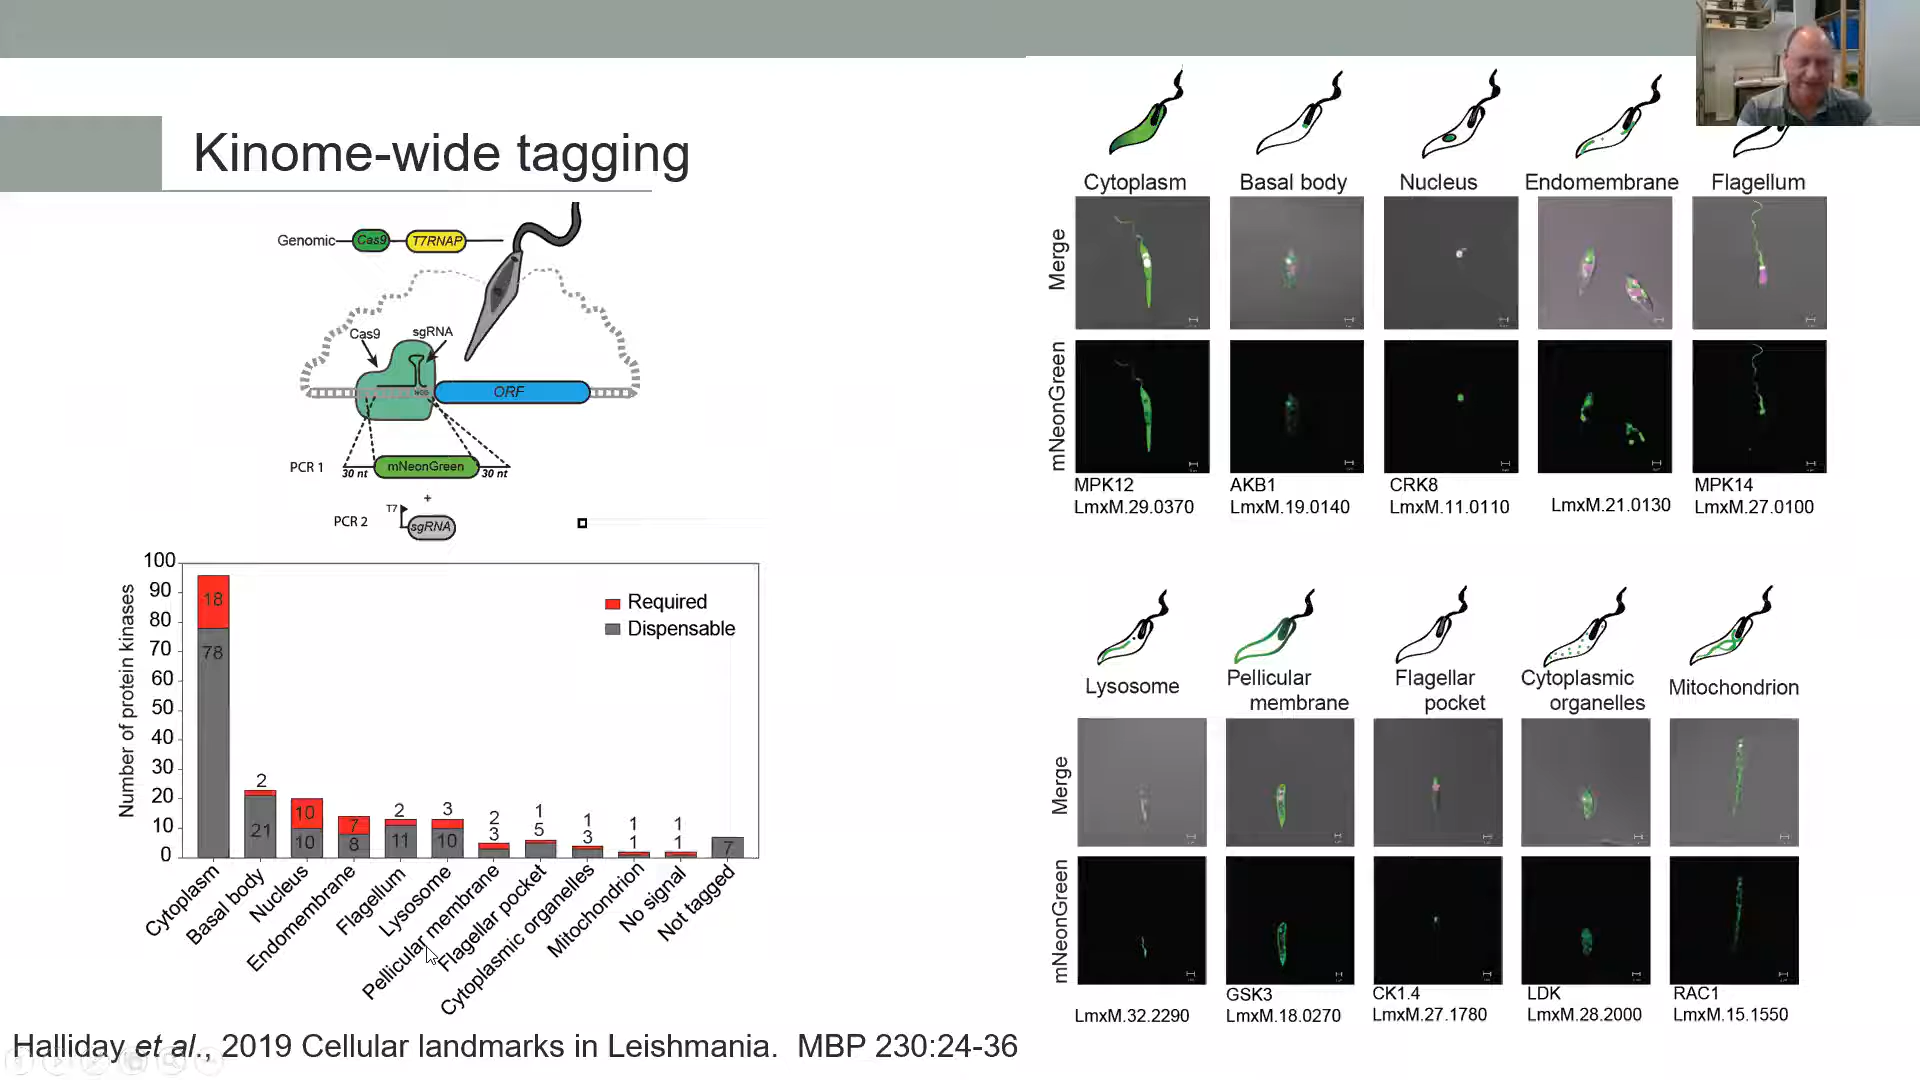 Kinome-wide tagging
Genomic
Cas9
T7RNAP
Cas9
sgRNA
ORF
PCR 1
30 nt
mNeonGreen
30 nt
+
T7
PCR 2
sgRNA
Number of protein kinases
100
90
80
70
60
50
40
30
20
10
0
Required
Dispensable
18
78
2
21
10
10
7
8
2
11
3
10
2
3
1
5
1
3
1
1
1
1
7
Cytoplasm
Basal body
Nucleus
Endomembrane
Flagellum
Lysosome
Pellicular membrane
Flagellar pocket
Cytoplasmic organelles
Mitochondrion
No signal
Not tagged
Halliday et al., 2019 Cellular landmarks in Leishmania. MBP 230:24-36
Cytoplasm
Basal body
Nucleus
Endomembrane
Flagellum
Merge
mNeonGreen
MPK12
LmxM.29.0370
AKB1
LmxM.19.0140
CRK8
LmxM.11.0110
LmxM.21.0130
MPK14
LmxM.27.0100
Lysosome
Pellicular
membrane
Flagellar
pocket
Cytoplasmic
organelles
Mitochondrion
Merge
mNeonGreen
LmxM.32.2290
GSK3
LmxM.18.0270
CK1.4
LmxM.27.1780
LDK
LmxM.28.2000
RAC1
LmxM.15.1550